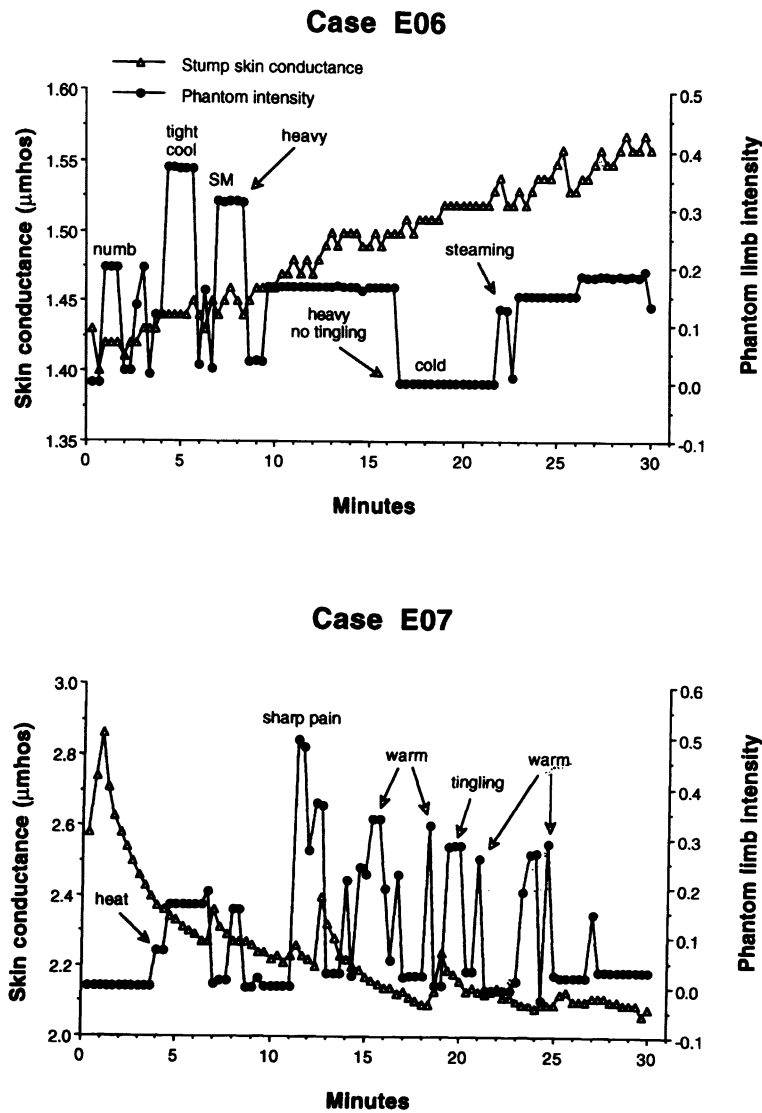 Case E06
Stump skin conductance
Phantom intensity
Skin conductance (μmhos)
Phantom limb intensity
1.60
1.55
1.50
1.45
1.40
1.35
0.5
0.4
0.3
0.2
0.1
0.0
-0.1
numb
tight
cool
SM
heavy
heavy
no tingling
cold
steaming
0 5 10 15 20 25 30
Minutes
Case E07
Skin conductance (μmhos)
Phantom limb intensity
3.0
2.8
2.6
2.4
2.2
2.0
0.6
0.5
0.4
0.3
0.2
0.1
0.0
-0.1
heat
sharp pain
warm
tingling
warm
0 5 10 15 20 25 30
Minutes